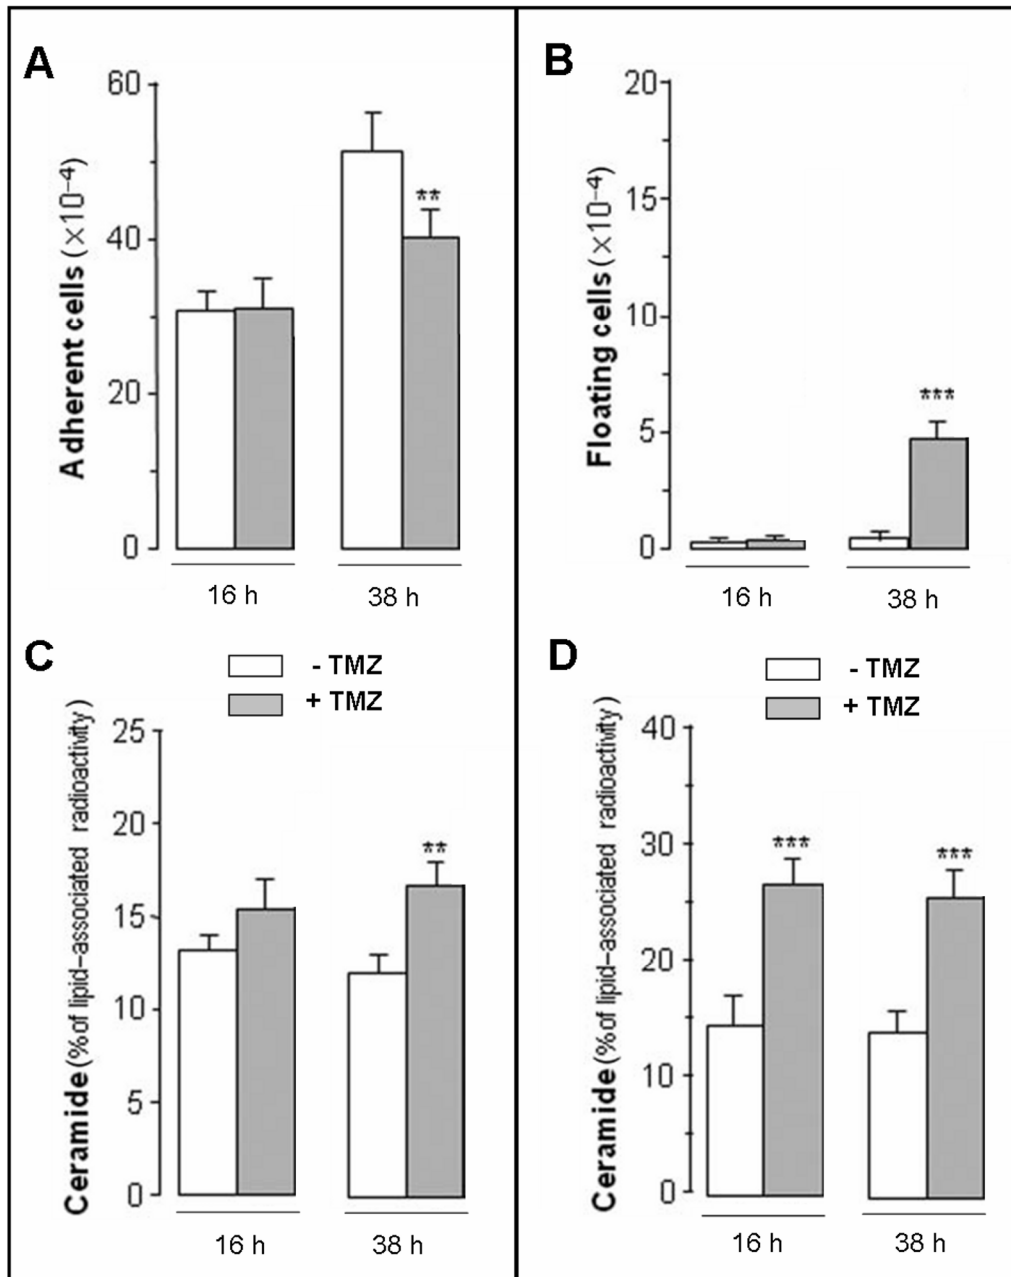 A
Adherent cells (×10⁻⁴)
60
40
20
0
**
16 h
38 h
B
Floating cells (×10⁻⁴)
20
15
10
5
0
***
16 h
38 h
C
- TMZ
+ TMZ
Ceramide (% of lipid–associated radioactivity)
25
20
15
10
5
0
**
16 h
38 h
D
- TMZ
+ TMZ
Ceramide (% of lipid–associated radioactivity)
40
30
20
10
0
***
***
16 h
38 h